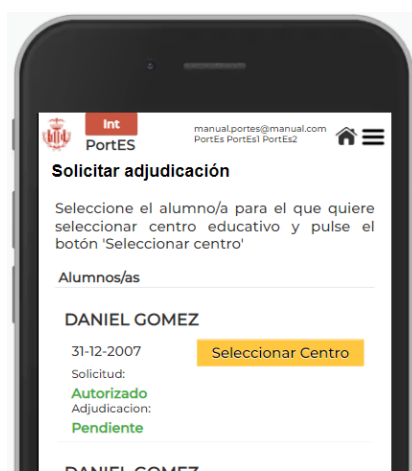 Int
PortES
manual.portes@manual.com
PortEs PortEs1 PortEs2
Solicitar adjudicación
Seleccione el alumno/a para el que quiere
seleccionar centro educativo y pulse el
botón 'Seleccionar centro'
Alumnos/as
DANIEL GOMEZ
31-12-2007
Seleccionar Centro
Solicitud:
Autorizado
Adjudicacion:
Pendiente
DANIEL GOMEZ